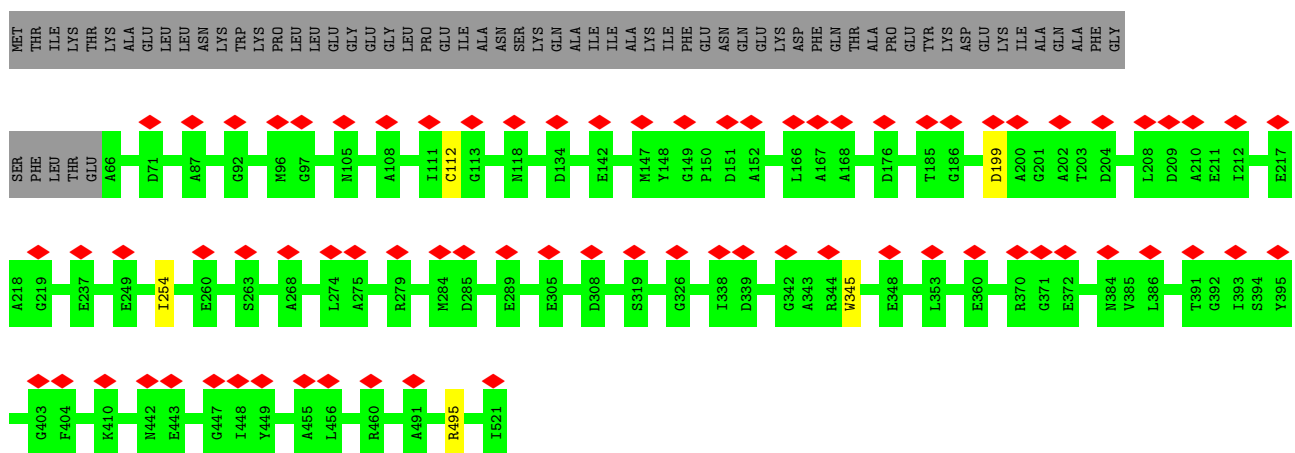 MET THR ILE LYS THR LYS ALA GLU LEU LEU ASN LYS TRP LYS PRO LEU LEU GLU GLY GLU GLY LEU PRO GLU ILE ALA ASN SER LYS GLN ALA ILE ILE ALA LYS ILE PHE GLU ASN GLN GLU LYS ASP PHE GLN THR ALA PRO GLU TYR LYS ASP GLU LYS ILE ALA GLN ALA PHE GLY
SER PHE LEU THR GLU A66 D71 A87 G92 M96 G97 N105 A108 I111 C112 G113 N118 D134 E142 M147 Y148 G149 P150 D151 A152 L166 A167 A168 D176 T185 G186 D199 A200 G201 A202 T203 D204 L208 D209 A210 E211 I212 E217
A218 G219 E237 E249 I254 E260 S263 A268 L274 A275 R279 M284 D285 E289 E305 D308 S319 G326 I338 D339 G342 A343 R344 W345 E348 L353 E360 R370 G371 E372 N384 V385 L386 T391 G392 I393 S394 Y395
G403 F404 K410 N442 E443 G447 I448 Y449 A455 L456 R460 A491 R495 I521